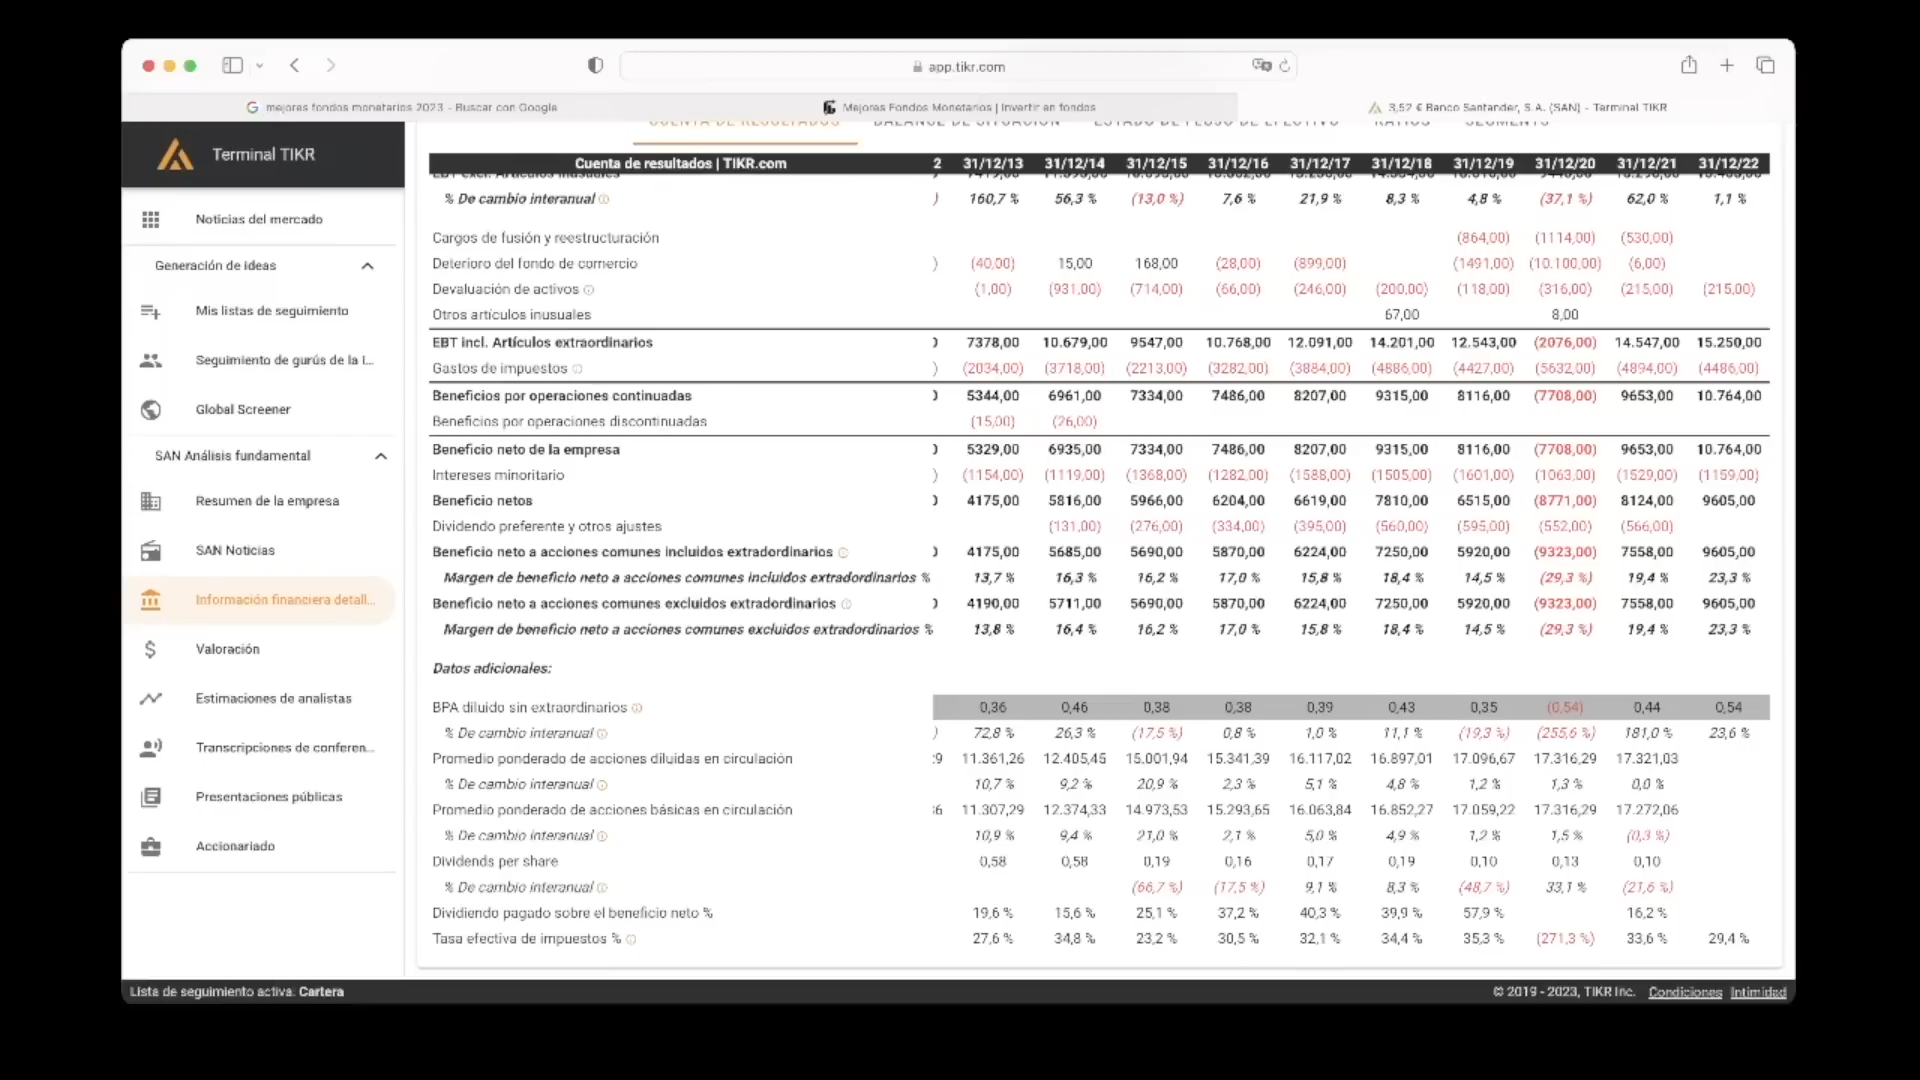 app.tikr.com
mejores fondos monetarios 2023 - Buscar con Google
Mejores Fondos Monetarios | Invertir en fondos
3,52 € Banco Santander, S.A. (SAN) - Terminal TIKR
Terminal TIKR
Noticias del mercado
Generación de ideas
Mis listas de seguimiento
Seguimiento de gurús de la I...
Global Screener
SAN Análisis fundamental
Resumen de la empresa
SAN Noticias
Información financiera detall...
Valoración
Estimaciones de analistas
Transcripciones de conferen...
Presentaciones públicas
Accionariado
CUENTA DE RESULTADOS BALANCE DE SITUACIÓN ESTADO DE FLUJO DE EFECTIVO RATIOS SEGMENTS
Cuenta de resultados | TIKR.com 2 31/12/13 31/12/14 31/12/15 31/12/16 31/12/17 31/12/18 31/12/19 31/12/20 31/12/21 31/12/22
EBT excl. Artículos inusuales
% De cambio interanual ) 160,7 % 56,3 % (13,0 %) 7,6 % 21,9 % 8,3 % 4,8 % (37,1 %) 62,0 % 1,1 %
Cargos de fusión y reestructuración (864,00) (1114,00) (530,00)
Deterioro del fondo de comercio ) (40,00) 15,00 168,00 (28,00) (899,00) (1491,00) (10.100,00) (6,00)
Devaluación de activos (1,00) (931,00) (714,00) (66,00) (246,00) (200,00) (118,00) (316,00) (215,00) (215,00)
Otros artículos inusuales 67,00 8,00
EBT incl. Artículos extraordinarios 7378,00 10.679,00 9547,00 10.768,00 12.091,00 14.201,00 12.543,00 (2076,00) 14.547,00 15.250,00
Gastos de impuestos ) (2034,00) (3718,00) (2213,00) (3282,00) (3884,00) (4886,00) (4427,00) (5632,00) (4894,00) (4486,00)
Beneficios por operaciones continuadas 5344,00 6961,00 7334,00 7486,00 8207,00 9315,00 8116,00 (7708,00) 9653,00 10.764,00
Beneficios por operaciones discontinuadas (15,00) (26,00)
Beneficio neto de la empresa 5329,00 6935,00 7334,00 7486,00 8207,00 9315,00 8116,00 (7708,00) 9653,00 10.764,00
Intereses minoritario ) (1154,00) (1119,00) (1368,00) (1282,00) (1588,00) (1505,00) (1601,00) (1063,00) (1529,00) (1159,00)
Beneficio netos 4175,00 5816,00 5966,00 6204,00 6619,00 7810,00 6515,00 (8771,00) 8124,00 9605,00
Dividendo preferente y otros ajustes (131,00) (276,00) (334,00) (395,00) (560,00) (595,00) (552,00) (566,00)
Beneficio neto a acciones comunes incluidos extradordinarios 4175,00 5685,00 5690,00 5870,00 6224,00 7250,00 5920,00 (9323,00) 7558,00 9605,00
Margen de beneficio neto a acciones comunes incluidos extradordinarios % 13,7 % 16,3 % 16,2 % 17,0 % 15,8 % 18,4 % 14,5 % (29,3 %) 19,4 % 23,3 %
Beneficio neto a acciones comunes excluidos extradordinarios 4190,00 5711,00 5690,00 5870,00 6224,00 7250,00 5920,00 (9323,00) 7558,00 9605,00
Margen de beneficio neto a acciones comunes excluidos extradordinarios % 13,8 % 16,4 % 16,2 % 17,0 % 15,8 % 18,4 % 14,5 % (29,3 %) 19,4 % 23,3 %
Datos adicionales:
BPA diluido sin extraordinarios 0,36 0,46 0,38 0,38 0,39 0,43 0,35 (0,54) 0,44 0,54
% De cambio interanual ) 72,8 % 26,3 % (17,5 %) 0,8 % 1,0 % 11,1 % (19,3 %) (255,6 %) 181,0 % 23,6 %
Promedio ponderado de acciones diluidas en circulación 11.361,26 12.405,45 15.001,94 15.341,39 16.117,02 16.897,01 17.096,67 17.316,29 17.321,03
% De cambio interanual 10,7 % 9,2 % 20,9 % 2,3 % 5,1 % 4,8 % 1,2 % 1,3 % 0,0 %
Promedio ponderado de acciones básicas en circulación 11.307,29 12.374,33 14.973,53 15.293,65 16.063,84 16.852,27 17.059,22 17.316,29 17.272,06
% De cambio interanual 10,9 % 9,4 % 21,0 % 2,1 % 5,0 % 4,9 % 1,2 % 1,5 % (0,3 %)
Dividends per share 0,58 0,58 0,19 0,16 0,17 0,19 0,10 0,13 0,10
% De cambio interanual (66,7 %) (17,5 %) 9,1 % 8,3 % (48,7 %) 33,1 % (21,6 %)
Dividiendo pagado sobre el beneficio neto % 19,6 % 15,6 % 25,1 % 37,2 % 40,3 % 39,9 % 57,9 % 16,2 %
Tasa efectiva de impuestos % 27,6 % 34,8 % 23,2 % 30,5 % 32,1 % 34,4 % 35,3 % (271,3 %) 33,6 % 29,4 %
Lista de seguimiento activa: Cartera
© 2019 - 2023, TIKR Inc. Condiciones Intimidad